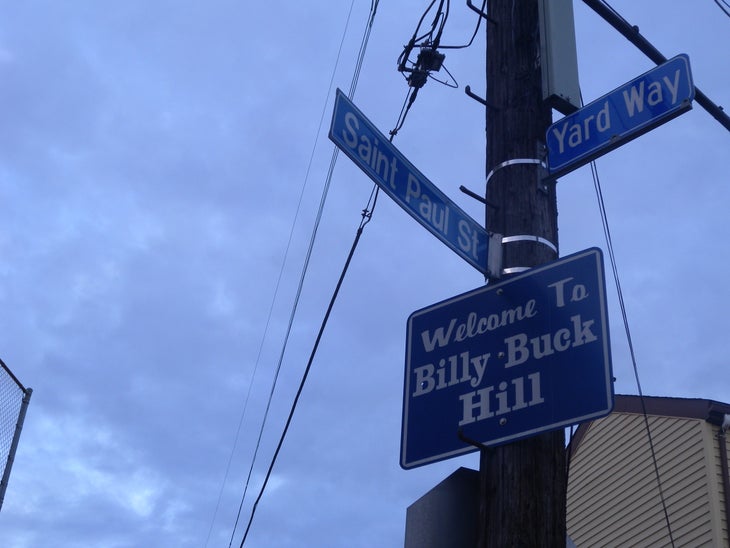 Saint Paul St
Yard Way
Welcome To
Billy Buck
Hill